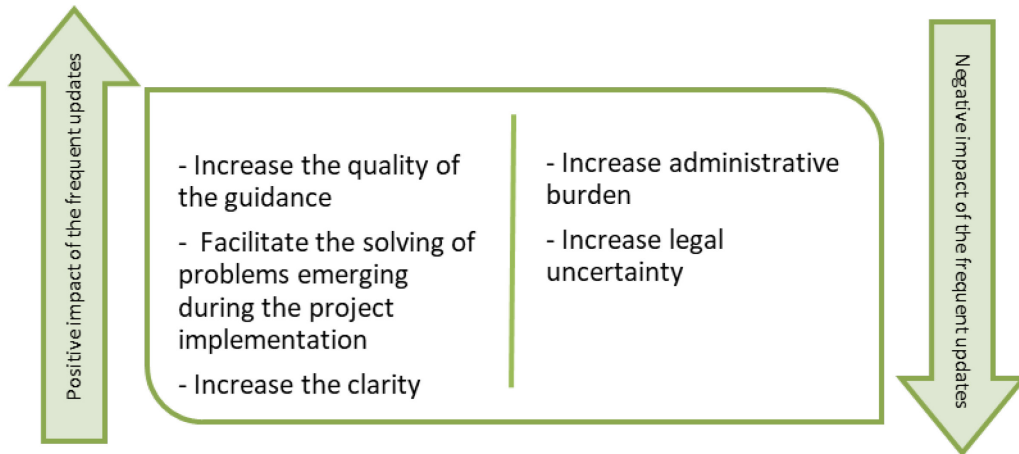 Positive impact of the frequent updates
- Increase the quality of
the guidance
-  Facilitate the solving of
problems emerging
during the project
implementation
- Increase the clarity
- Increase administrative
burden
- Increase legal
uncertainty
Negative impact of the frequent updates